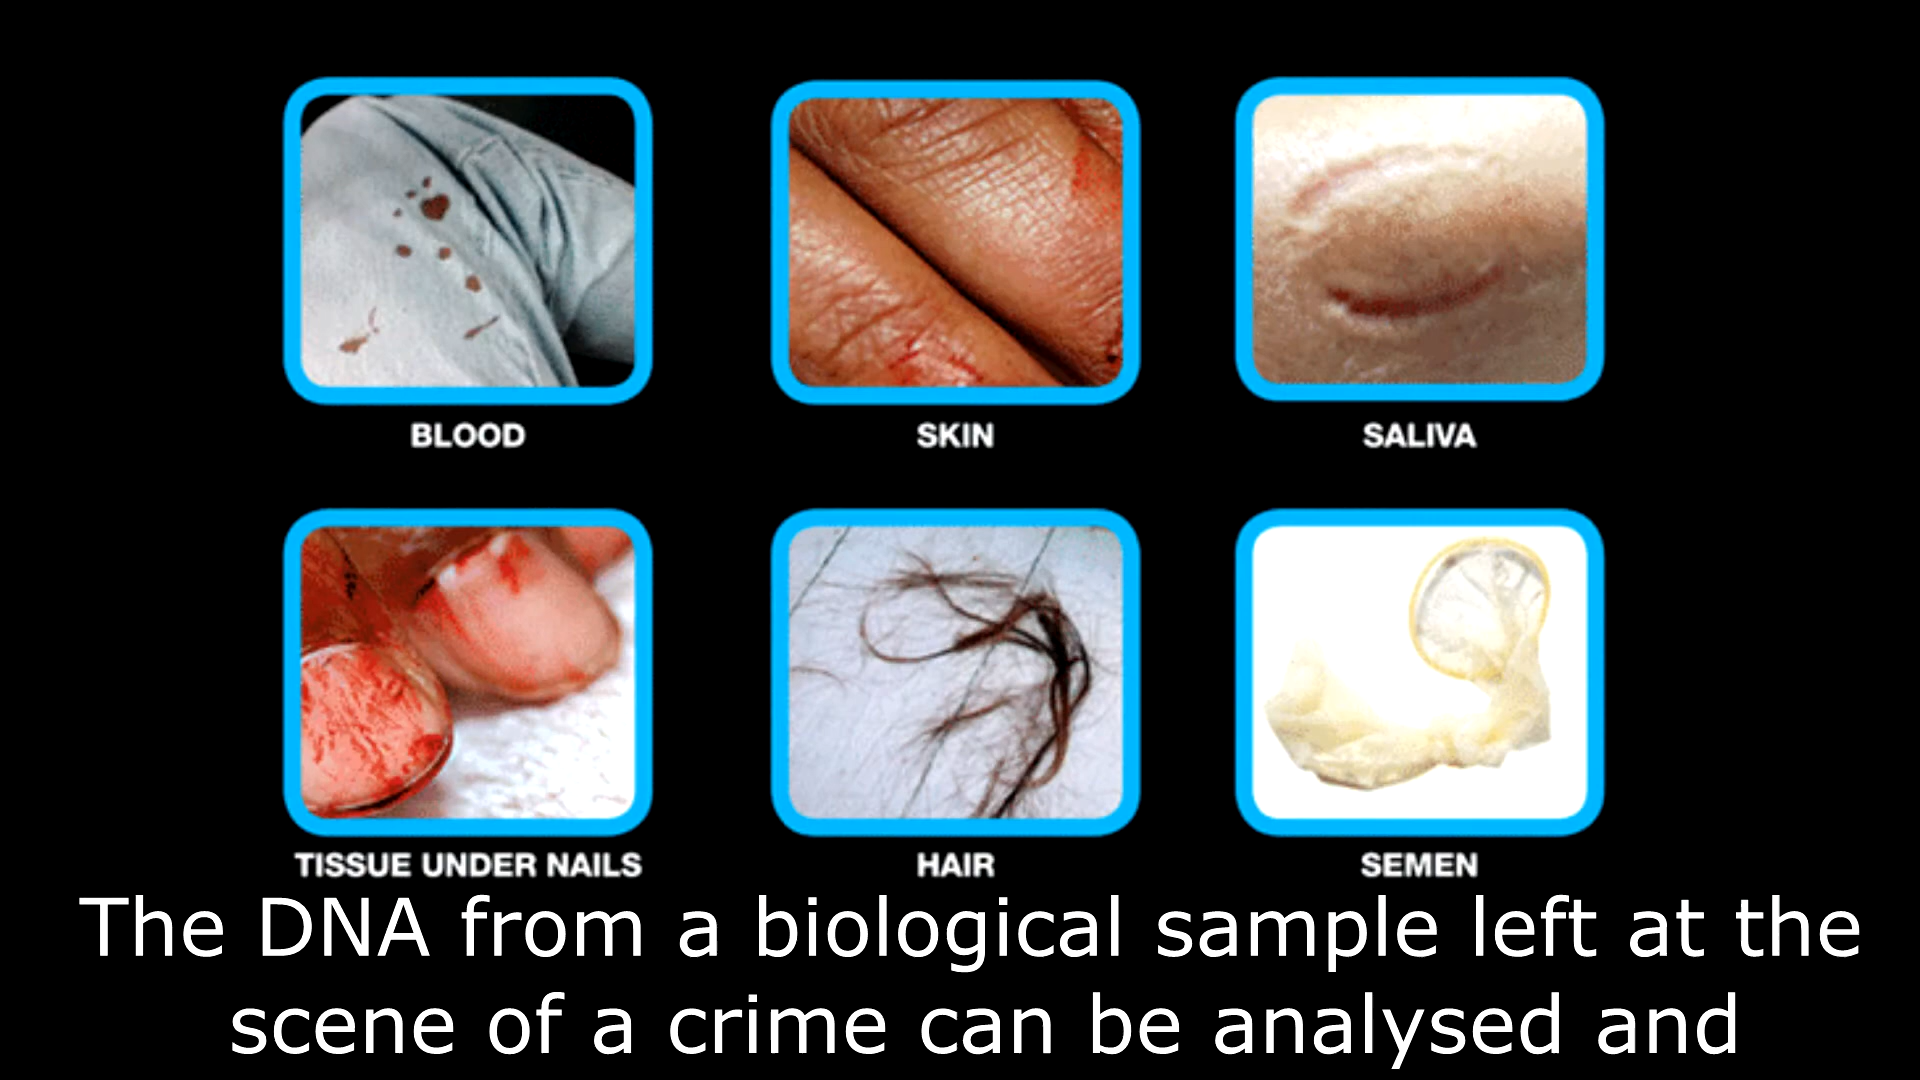 BLOOD
SKIN
SALIVA
TISSUE UNDER NAILS
HAIR
SEMEN
The DNA from a biological sample left at the
scene of a crime can be analysed and